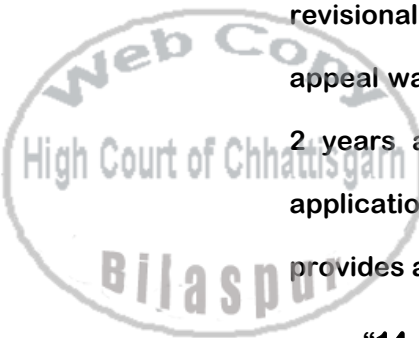 revisional
appeal wa
2 years a
applicatio
provides a
"14
Web Copy
High Court of Chhattisgarh
Bilaspur